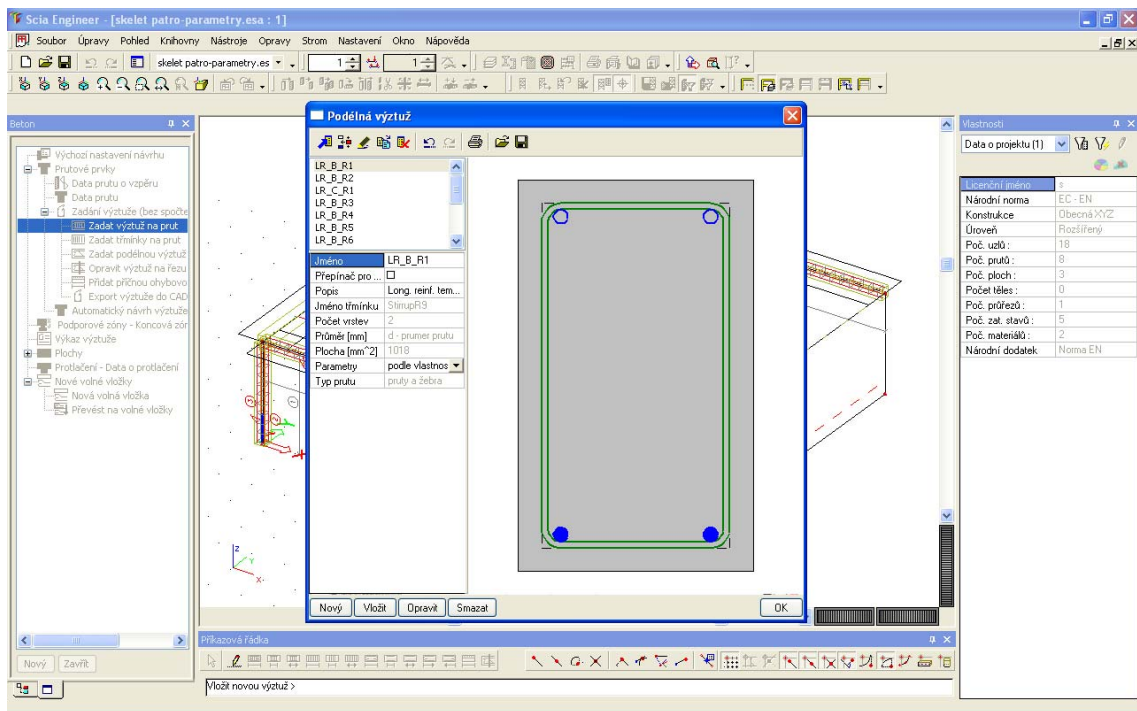 Scia Engineer - [skelet patro-parametry.esa : 1]
Soubor Úpravy Pohled Knihovny Nástroje Opravy Strom Nastavení Okno Nápověda
skelet patro-parametry.es
1
1
Beton
Výchozí nastavení návrhu
Prutové prvky
Data prutu o vzpěru
Data prutu
Zadání výztuže (bez spočte
Zadat výztuž na prut
Zadat třmínky na prut
Zadat podélnou výztuž
Opravit výztuž na řezu
Přidat příčnou ohybovo
Export výztuže do CAD
Automatický návrh výztuže
Podporové zóny - Koncová zór
Výkaz výztuže
Plochy
Protlačení - Data o protlačení
Nové volné vložky
Nová volná vložka
Převést na volné vložky
Nový Zavřít
Podélná výztuž
LR_B_R1
LR_B_R2
LR_C_R1
LR_B_R3
LR_B_R4
LR_B_R5
LR_B_R6
Jméno LR_B_R1
Přepínač pro ...
Popis Long. reinf. tem...
Jméno třmínku StirrupR9
Počet vrstev 2
Průměr [mm] d - prumer prutu
Plocha [mm^2] 1018
Parametry podle vlastnos
Typ prutu pruty a žebra
Nový Vložit Opravit Smazat OK
z
Y
X
Příkazová řádka
Vložit novou výztuž >
Vlastnosti
Data o projektu (1)
Licenční jméno s
Národní norma EC - EN
Konstrukce Obecná XYZ
Úroveň Rozšířený
Poč. uzlů : 18
Poč. prutů : 8
Poč. ploch : 3
Počet těles : 0
Poč. průřezů : 1
Poč. zat. stavů : 5
Poč. materiálů : 2
Národní dodatek Norma EN